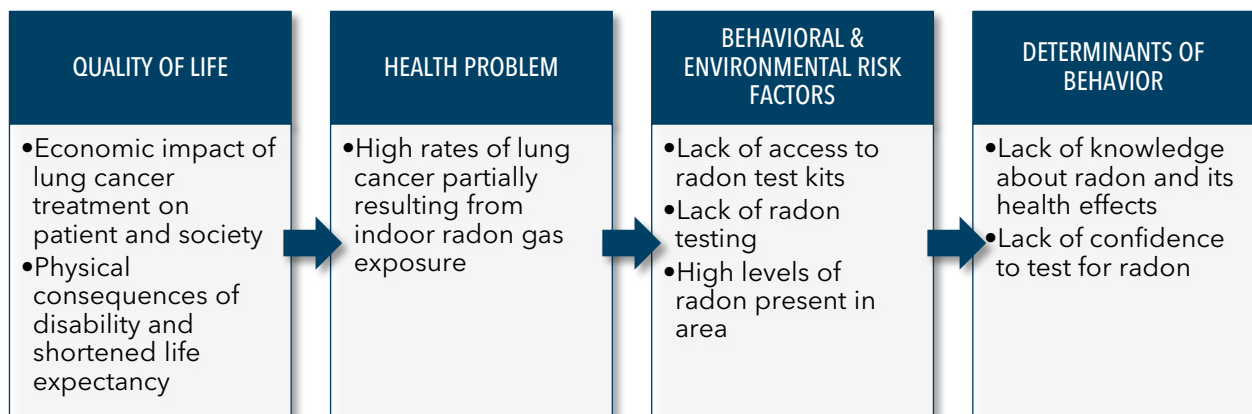 QUALITY OF LIFE
•Economic impact of
lung cancer
treatment on
patient and society
•Physical
consequences of
disability and
shortened life
expectancy
HEALTH PROBLEM
•High rates of lung
cancer partially
resulting from
indoor radon gas
exposure
BEHAVIORAL &
ENVIRONMENTAL RISK
FACTORS
•Lack of access to
radon test kits
•Lack of radon
testing
•High levels of
radon present in
area
DETERMINANTS OF
BEHAVIOR
•Lack of knowledge
about radon and its
health effects
•Lack of confidence
to test for radon